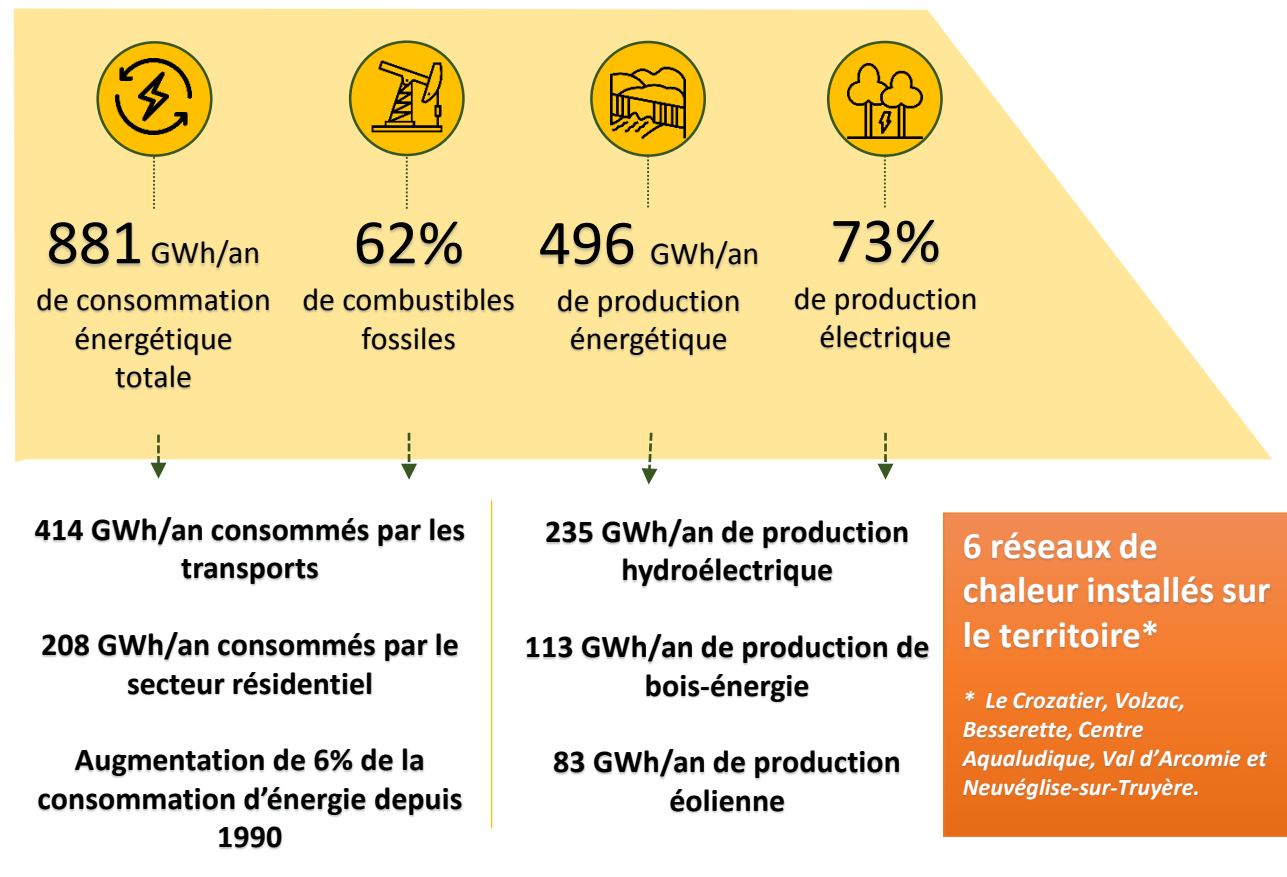 881 GWh/an
de consommation
énergétique
totale
62%
de combustibles
fossiles
496 GWh/an
de production
énergétique
73%
de production
électrique
414 GWh/an consommés par les
transports
208 GWh/an consommés par le
secteur résidentiel
Augmentation de 6% de la
consommation d'énergie depuis
1990
235 GWh/an de production
hydroélectrique
113 GWh/an de production de
bois-énergie
83 GWh/an de production
éolienne
6 réseaux de
chaleur installés sur
le territoire*
* Le Crozatier, Volzac,
Besserette, Centre
Aqualudique, Val d'Arcomie et
Neuvéglise-sur-Truyère.